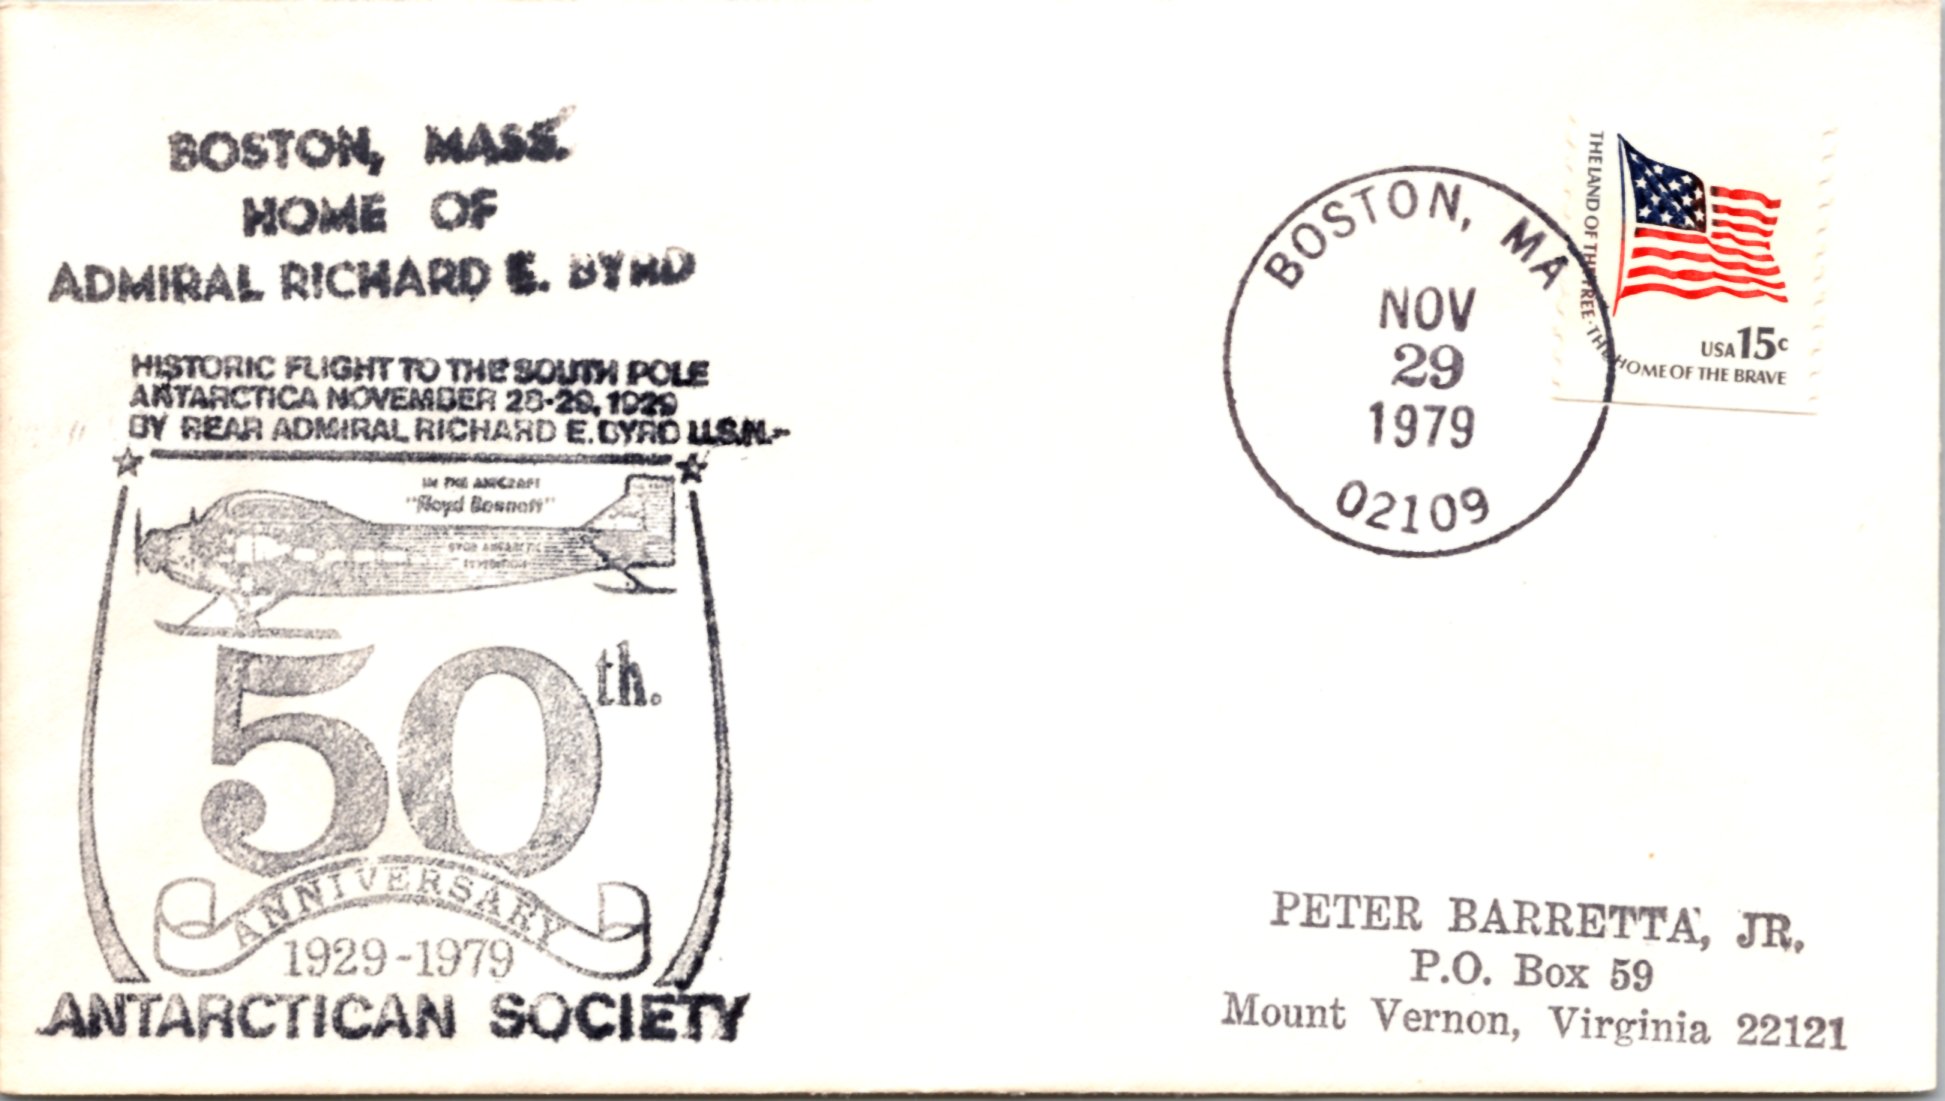 BOSTON, MASS.
HOME OF
ADMIRAL RICHARD E. BYRD
HISTORIC FLIGHT TO THE SOUTH POLE
ANTARCTICA NOVEMBER 28-29, 1929
BY REAR ADMIRAL RICHARD E. BYRD U.S.N.
IN THE AIRCRAFT
"Floyd Bennett"
BYRD ANTARCTIC
EXPEDITION
50th.
ANNIVERSARY
1929-1979
ANTARCTICAN SOCIETY
BOSTON, MA
NOV
29
1979
02109
THE LAND OF THE FREE · THE HOME OF THE BRAVE
USA 15c
PETER BARRETTA, JR.
P.O. Box 59
Mount Vernon, Virginia 22121